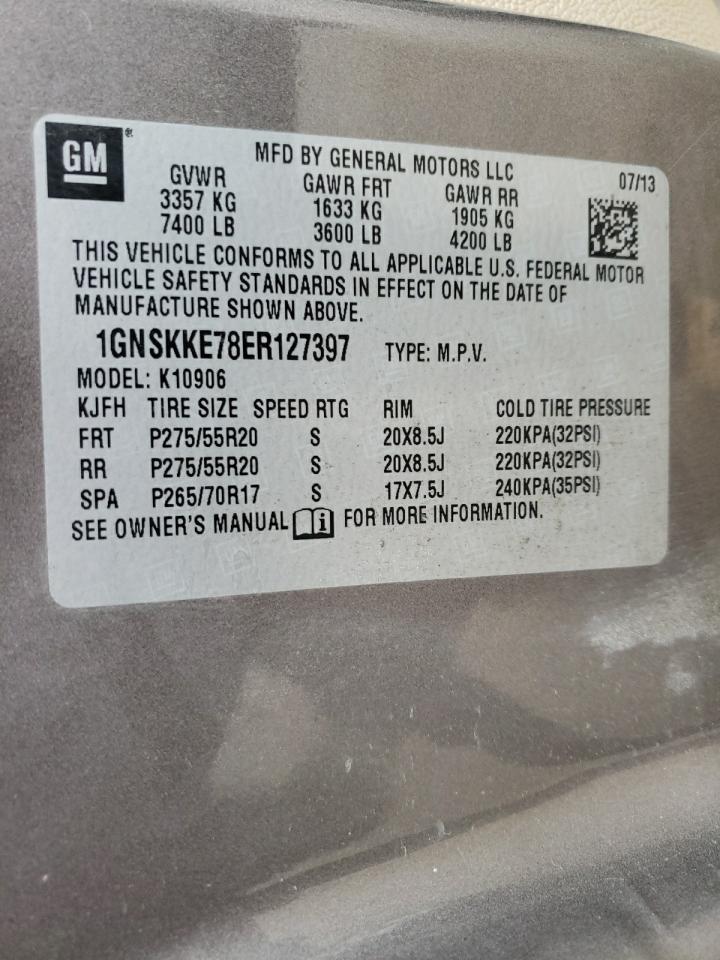 GM®
MFD BY GENERAL MOTORS LLC 07/13
GVWR GAWR FRT GAWR RR
3357 KG 1633 KG 1905 KG
7400 LB 3600 LB 4200 LB
THIS VEHICLE CONFORMS TO ALL APPLICABLE U.S. FEDERAL MOTOR
VEHICLE SAFETY STANDARDS IN EFFECT ON THE DATE OF
MANUFACTURE SHOWN ABOVE.
1GNSKKE78ER127397 TYPE: M.P.V.
MODEL: K10906
KJFH TIRE SIZE SPEED RTG RIM COLD TIRE PRESSURE
FRT P275/55R20 S 20X8.5J 220KPA(32PSI)
RR P275/55R20 S 20X8.5J 220KPA(32PSI)
SPA P265/70R17 S 17X7.5J 240KPA(35PSI)
SEE OWNER'S MANUAL i FOR MORE INFORMATION.